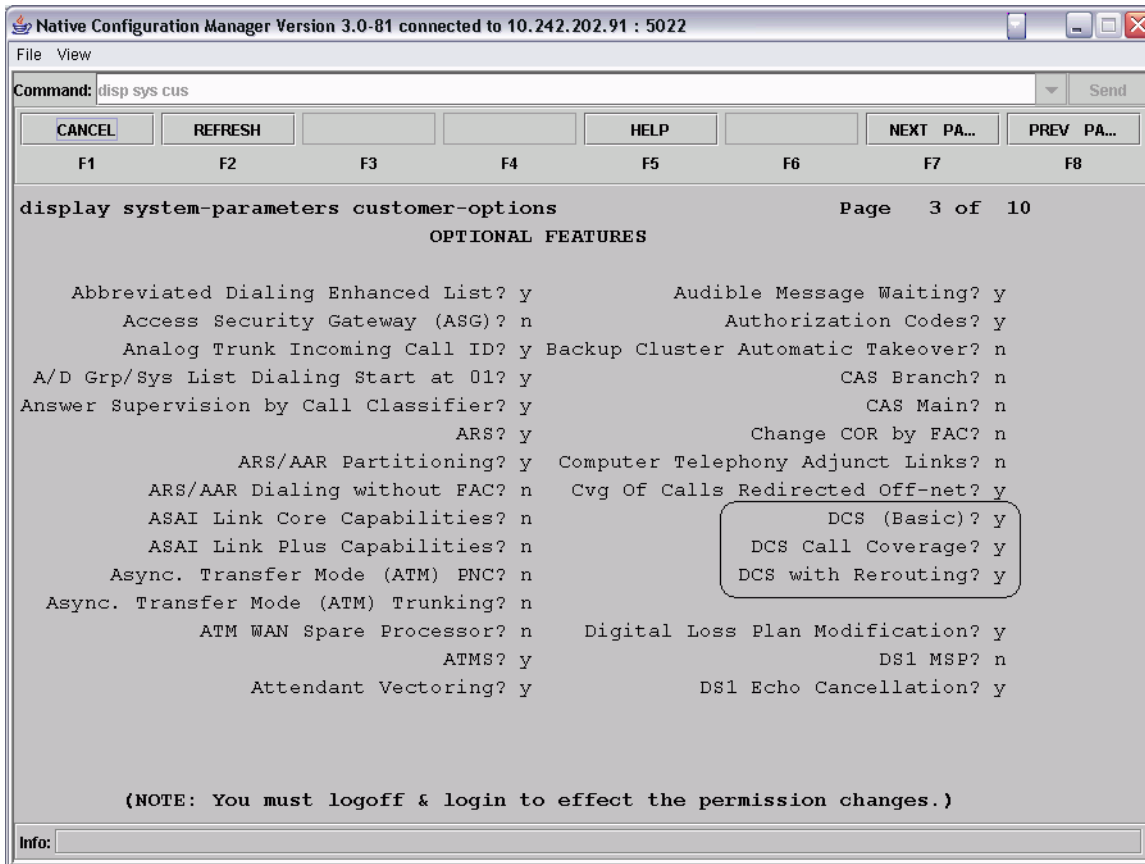 Native Configuration Manager Version 3.0-81 connected to 10.242.202.91 : 5022
File View
Command: disp sys cus Send
CANCEL REFRESH HELP NEXT PA... PREV PA...
F1 F2 F3 F4 F5 F6 F7 F8
display system-parameters customer-options Page 3 of 10
OPTIONAL FEATURES
Abbreviated Dialing Enhanced List? y Audible Message Waiting? y
Access Security Gateway (ASG)? n Authorization Codes? y
Analog Trunk Incoming Call ID? y Backup Cluster Automatic Takeover? n
A/D Grp/Sys List Dialing Start at 01? y CAS Branch? n
Answer Supervision by Call Classifier? y CAS Main? n
ARS? y Change COR by FAC? n
ARS/AAR Partitioning? y Computer Telephony Adjunct Links? n
ARS/AAR Dialing without FAC? n Cvg Of Calls Redirected Off-net? y
ASAI Link Core Capabilities? n DCS (Basic)? y
ASAI Link Plus Capabilities? n DCS Call Coverage? y
Async. Transfer Mode (ATM) PNC? n DCS with Rerouting? y
Async. Transfer Mode (ATM) Trunking? n
ATM WAN Spare Processor? n Digital Loss Plan Modification? y
ATMS? y DS1 MSP? n
Attendant Vectoring? y DS1 Echo Cancellation? y
(NOTE: You must logoff & login to effect the permission changes.)
Info: